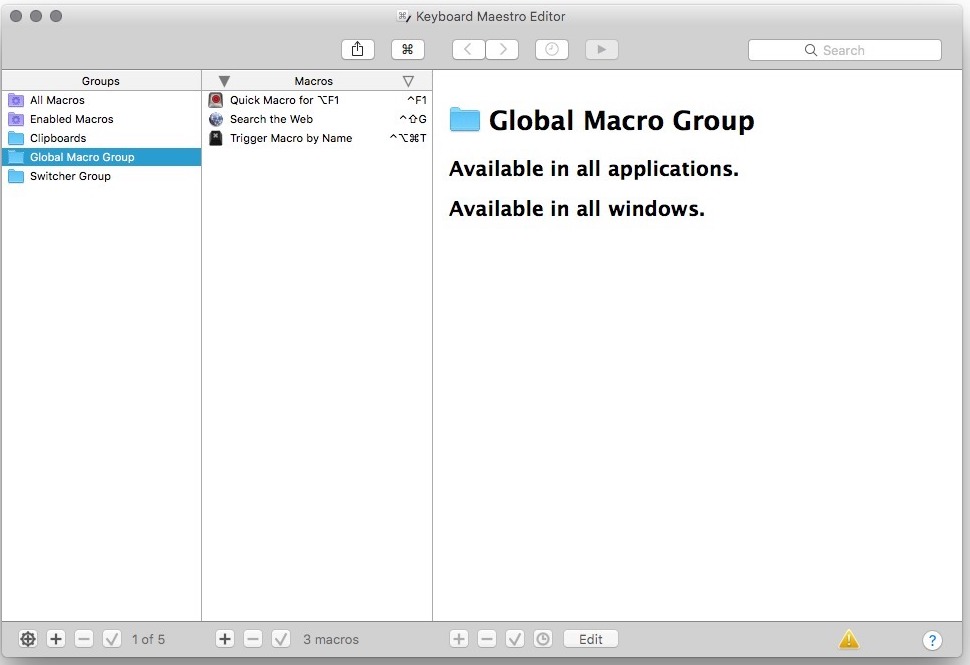 Keyboard Maestro Editor
⌘
Search
Groups Macros
All Macros
Enabled Macros
Clipboards
Global Macro Group
Switcher Group
Quick Macro for ⌥F1 ^F1
Search the Web ^⇧G
Trigger Macro by Name ^⌥⌘T
Global Macro Group
Available in all applications.
Available in all windows.
1 of 5
3 macros
Edit
?